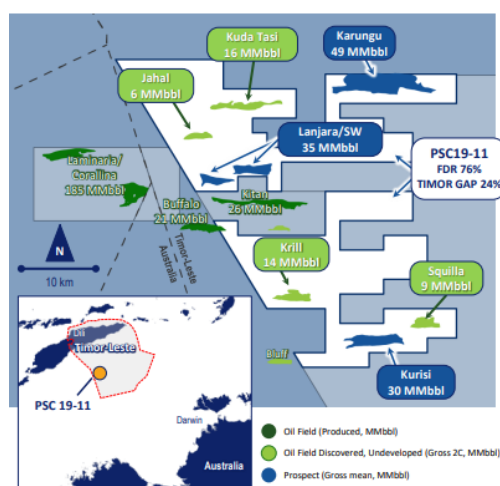 Kuda Tasi
16 MMbbl
Karungu
49 MMbbl
Jahal
6 MMbbl
Lanjara/SW
35 MMbbl
PSC19-11
FDR 76%
TIMOR GAP 24%
Laminaria/
Corallina
185 MMbbl
Buffalo
21 MMbbl
Kitan
26 MMbbl
Timor-Leste
Australia
N
10 km
Krill
14 MMbbl
Squilla
9 MMbbl
Bluff
Kurisi
30 MMbbl
Dili
Timor-Leste
PSC 19-11
Darwin
Australia
Oil Field (Produced, MMbbl)
Oil Field Discovered, Undeveloped (Gross 2C, MMbbl)
Prospect (Gross mean, MMbbl)